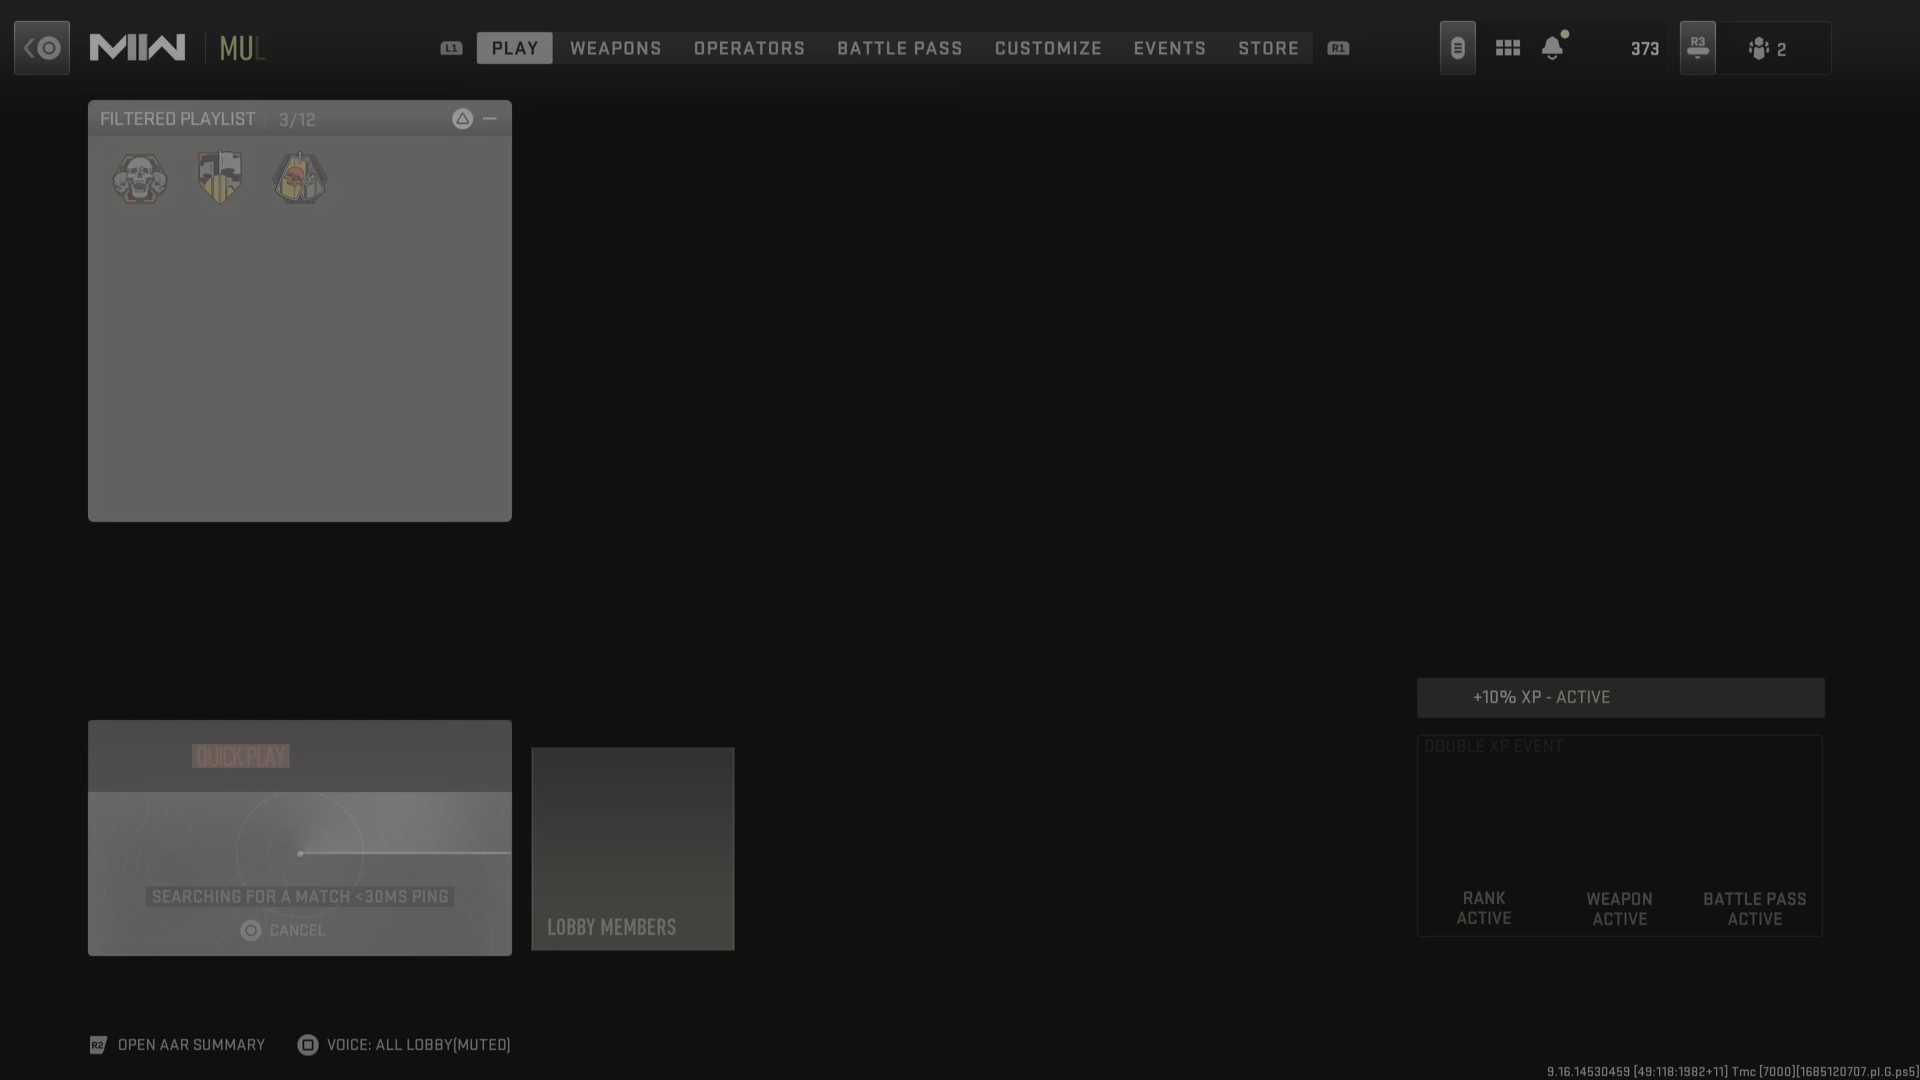 MW MUL
L1 PLAY WEAPONS OPERATORS BATTLE PASS CUSTOMIZE EVENTS STORE R1
373 R3 2
FILTERED PLAYLIST 3/12
+10% XP - ACTIVE
DOUBLE XP EVENT
RANK ACTIVE
WEAPON ACTIVE
BATTLE PASS ACTIVE
QUICK PLAY
SEARCHING FOR A MATCH <30MS PING
CANCEL
LOBBY MEMBERS
R2 OPEN AAR SUMMARY VOICE: ALL LOBBY(MUTED)
9.16.14530459 [49:118:1982+11] Tmc [7000][1685120707.pl.G.ps5]